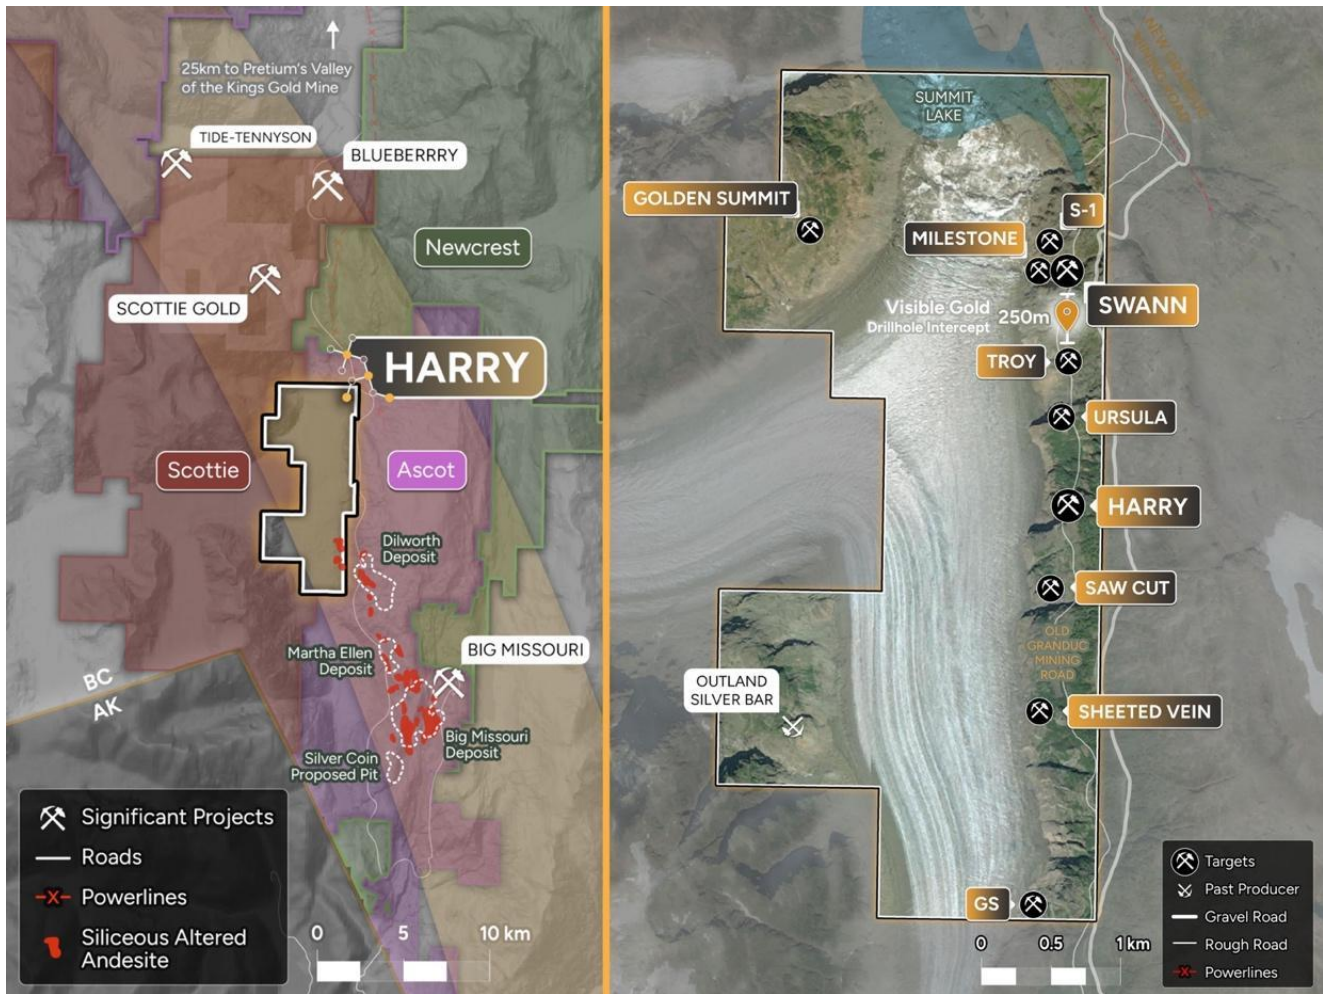 25km to Pretium's Valley
of the Kings Gold Mine
TIDE-TENNYSON
BLUEBERRRY
Newcrest
SCOTTIE GOLD
HARRY
Scottie
Ascot
Dilworth
Deposit
Martha Ellen
Deposit
BIG MISSOURI
BC
AK
Big Missouri
Deposit
Silver Coin
Proposed Pit
Significant Projects
Roads
Powerlines
Siliceous Altered
Andesite
0 5 10 km
NEW GRANDUC
MINING ROAD
SUMMIT
LAKE
GOLDEN SUMMIT
S-1
MILESTONE
SWANN
Visible Gold
Drillhole Intercept
250m
TROY
URSULA
HARRY
SAW CUT
OLD
GRANDUC
MINING
ROAD
OUTLAND
SILVER BAR
SHEETED VEIN
GS
0 0.5 1 km
Targets
Past Producer
Gravel Road
Rough Road
Powerlines